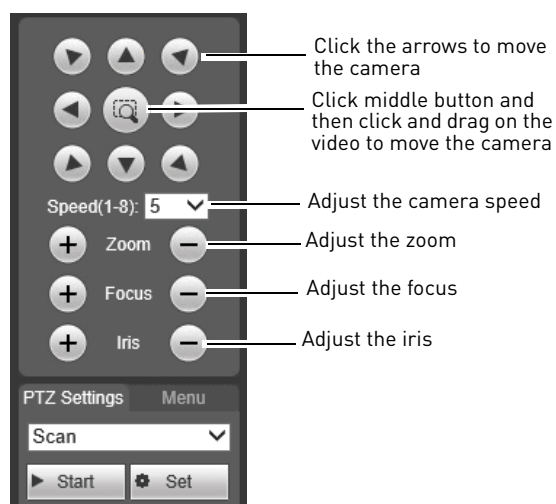 Click the arrows to move
the camera
Click middle button and
then click and drag on the
video to move the camera
Speed(1-8): 5
Adjust the camera speed
+ Zoom −
Adjust the zoom
+ Focus −
Adjust the focus
+ Iris −
Adjust the iris
PTZ Settings Menu
Scan
Start Set